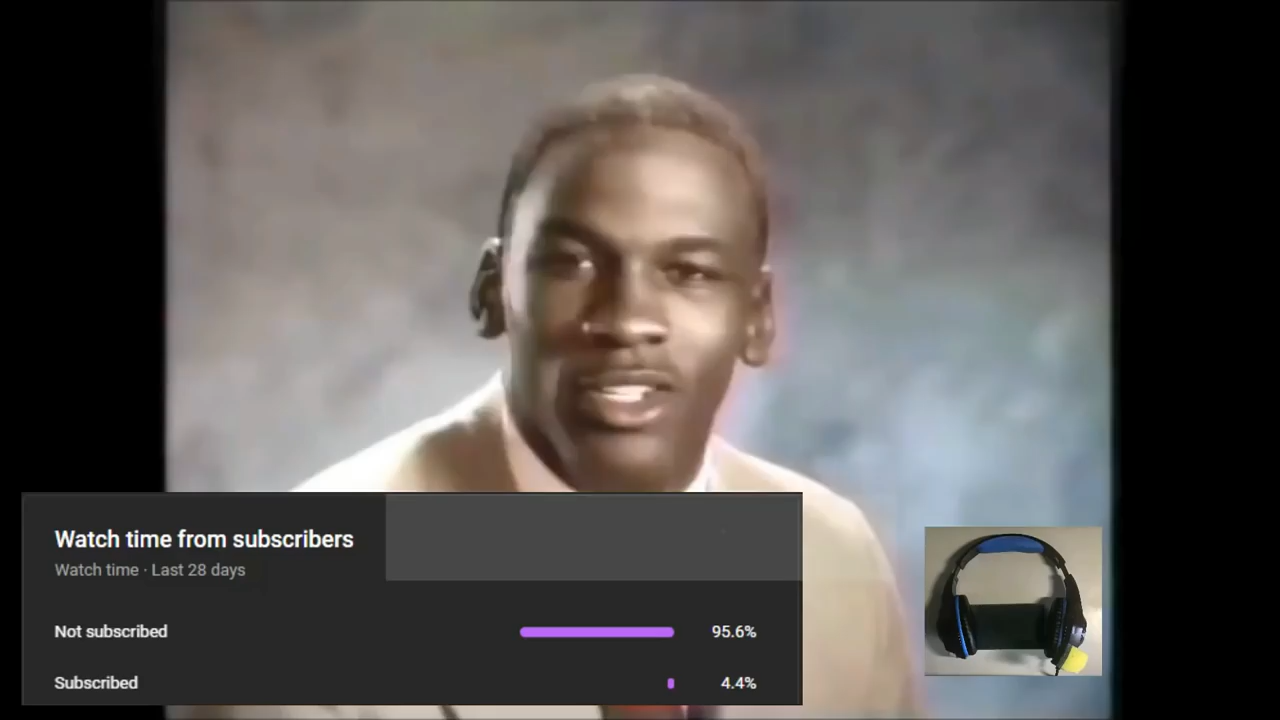 Watch time from subscribers
Watch time · Last 28 days
Not subscribed 95.6%
Subscribed 4.4%